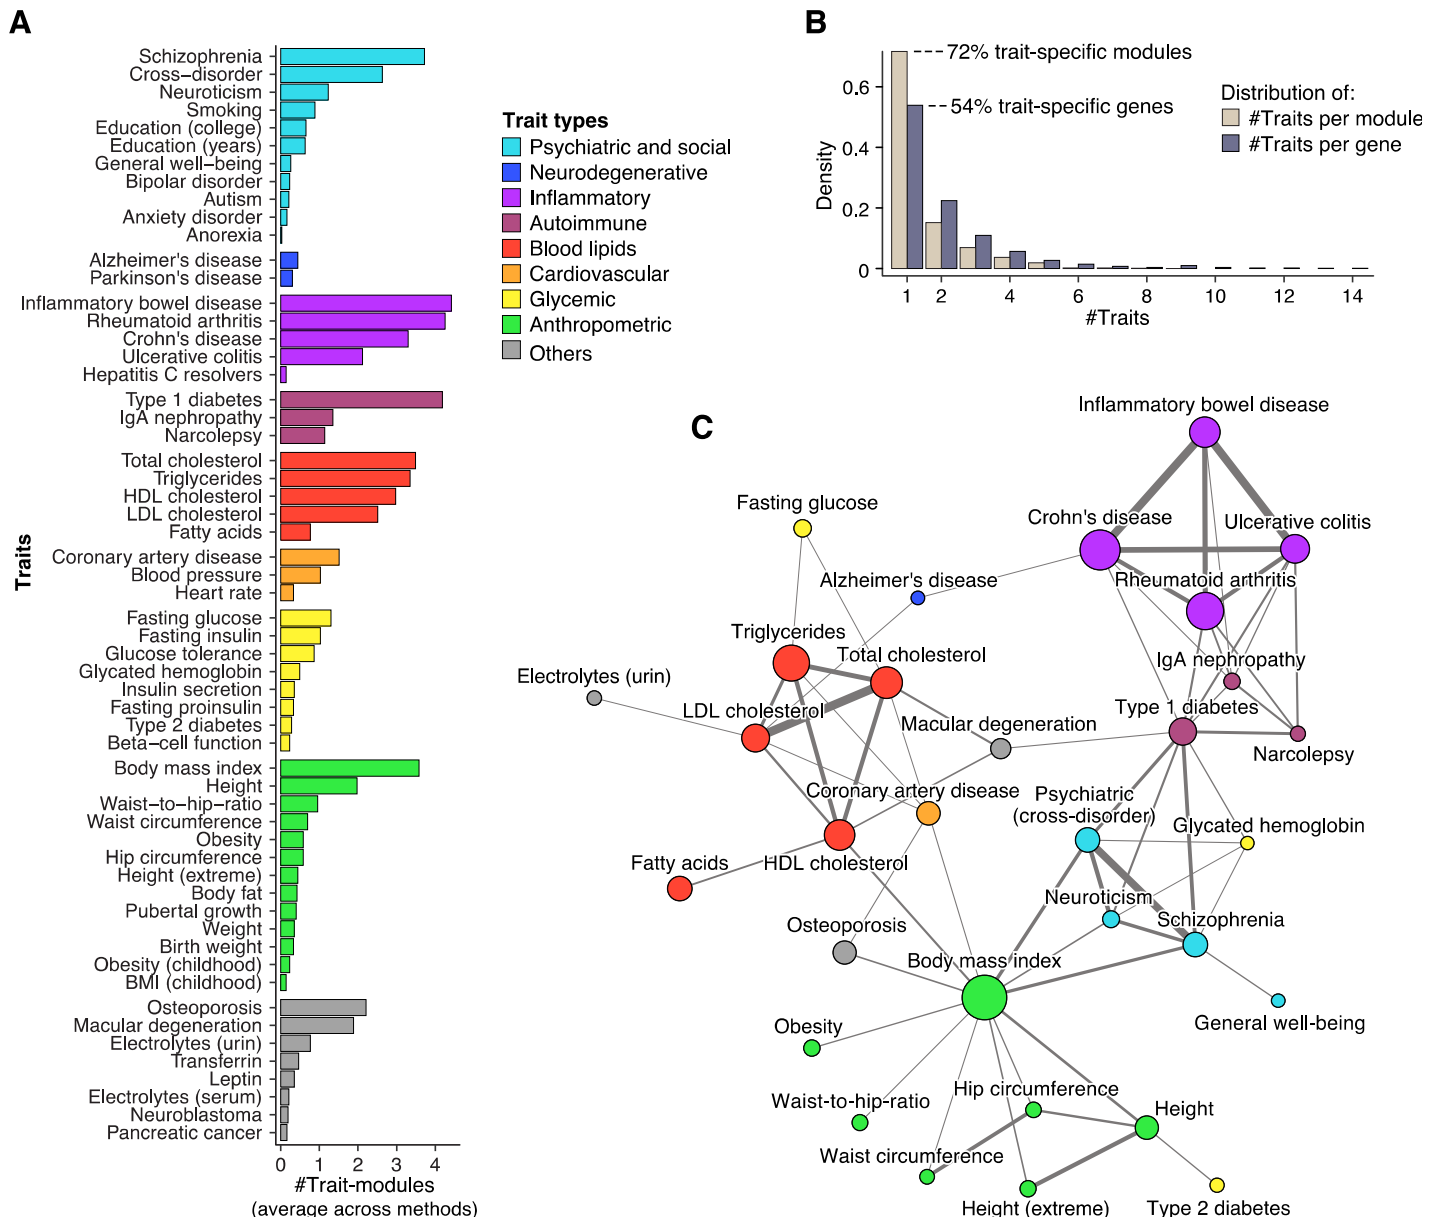 A
Schizophrenia
Cross−disorder
Neuroticism
Smoking
Education (college)
Education (years)
General well−being
Bipolar disorder
Autism
Anxiety disorder
Anorexia
Alzheimer's disease
Parkinson's disease
Inflammatory bowel disease
Rheumatoid arthritis
Crohn's disease
Ulcerative colitis
Hepatitis C resolvers
Type 1 diabetes
IgA nephropathy
Narcolepsy
Total cholesterol
Triglycerides
HDL cholesterol
LDL cholesterol
Fatty acids
Coronary artery disease
Blood pressure
Heart rate
Fasting glucose
Fasting insulin
Glucose tolerance
Glycated hemoglobin
Insulin secretion
Fasting proinsulin
Type 2 diabetes
Beta−cell function
Body mass index
Height
Waist−to−hip−ratio
Waist circumference
Obesity
Hip circumference
Height (extreme)
Body fat
Pubertal growth
Weight
Birth weight
Obesity (childhood)
BMI (childhood)
Osteoporosis
Macular degeneration
Electrolytes (urin)
Transferrin
Leptin
Electrolytes (serum)
Neuroblastoma
Pancreatic cancer
Traits
0 1 2 3 4
#Trait-modules
(average across methods)
Trait types
Psychiatric and social
Neurodegenerative
Inflammatory
Autoimmune
Blood lipids
Cardiovascular
Glycemic
Anthropometric
Others
B
72% trait-specific modules
54% trait-specific genes
Distribution of:
#Traits per module
#Traits per gene
Density
0.6
0.4
0.2
0
1 2 4 6 8 10 12 14
#Traits
C
Inflammatory bowel disease
Fasting glucose
Crohn's disease
Ulcerative colitis
Alzheimer's disease
Rheumatoid arthritis
Triglycerides
Total cholesterol
IgA nephropathy
Electrolytes (urin)
LDL cholesterol
Macular degeneration
Type 1 diabetes
Narcolepsy
Coronary artery disease
Psychiatric
(cross-disorder)
Glycated hemoglobin
Fatty acids
HDL cholesterol
Neuroticism
Schizophrenia
Osteoporosis
Body mass index
General well-being
Obesity
Hip circumference
Waist-to-hip-ratio
Height
Waist circumference
Height (extreme)
Type 2 diabetes